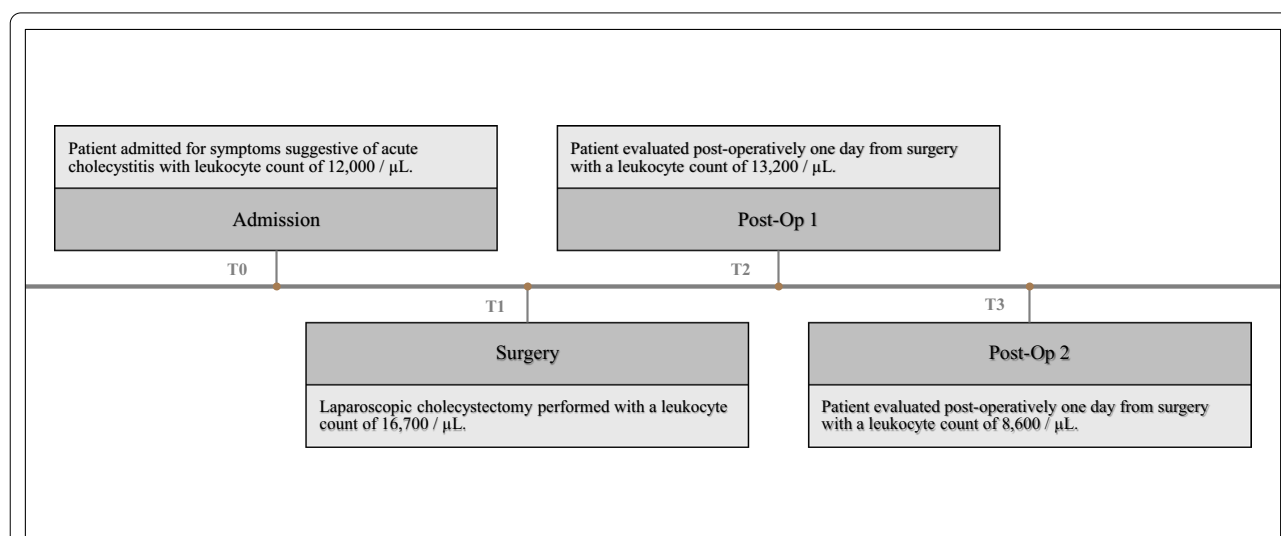 Patient admitted for symptoms suggestive of acute
cholecystitis with leukocyte count of 12,000 / µL.
Admission
T0
Laparoscopic cholecystectomy performed with a leukocyte
count of 16,700 / µL.
Surgery
T1
Patient evaluated post-operatively one day from surgery
with a leukocyte count of 13,200 / µL.
Post-Op 1
T2
Patient evaluated post-operatively one day from surgery
with a leukocyte count of 8,600 / µL.
Post-Op 2
T3